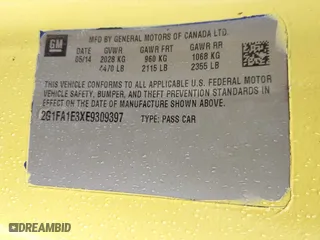 GM
MFD BY GENERAL MOTORS OF CANADA LTD.
DATE GVWR GAWR FRT GAWR RR
05/14 2028 KG 960 KG 1068 KG
4470 LB 2115 LB 2355 LB
THIS VEHICLE CONFORMS TO ALL APPLICABLE U.S. FEDERAL MOTOR
VEHICLE SAFETY, BUMPER, AND THEFT PREVENTION STANDARDS IN
EFFECT ON THE DATE OF MANUFACTURE SHOWN ABOVE.
2G1FA1E3XE9309397 TYPE: PASS CAR
DREAMBID